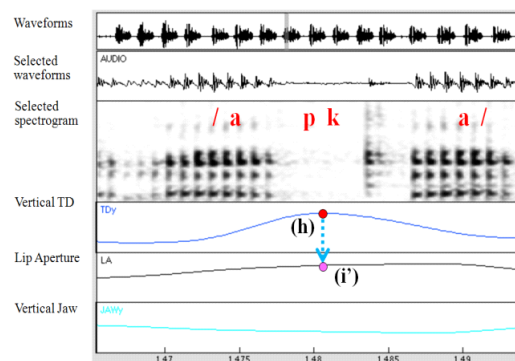 Waveforms
Selected
waveforms
AUDIO
Selected
spectrogram
/ a p k a /
Vertical TD
TDy
(h)
Lip Aperture
LA
(i’)
Vertical Jaw
JAWy
1.47 1.475 1.48 1.485 1.49